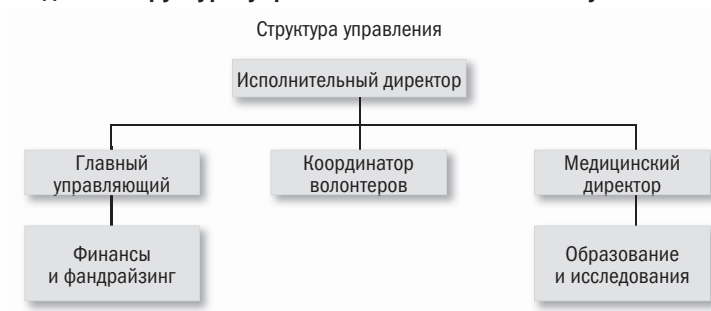 Структура управления
Исполнительный директор
Главный
управляющий
Координатор
волонтеров
Медицинский
директор
Финансы
и фандрайзинг
Образование
и исследования